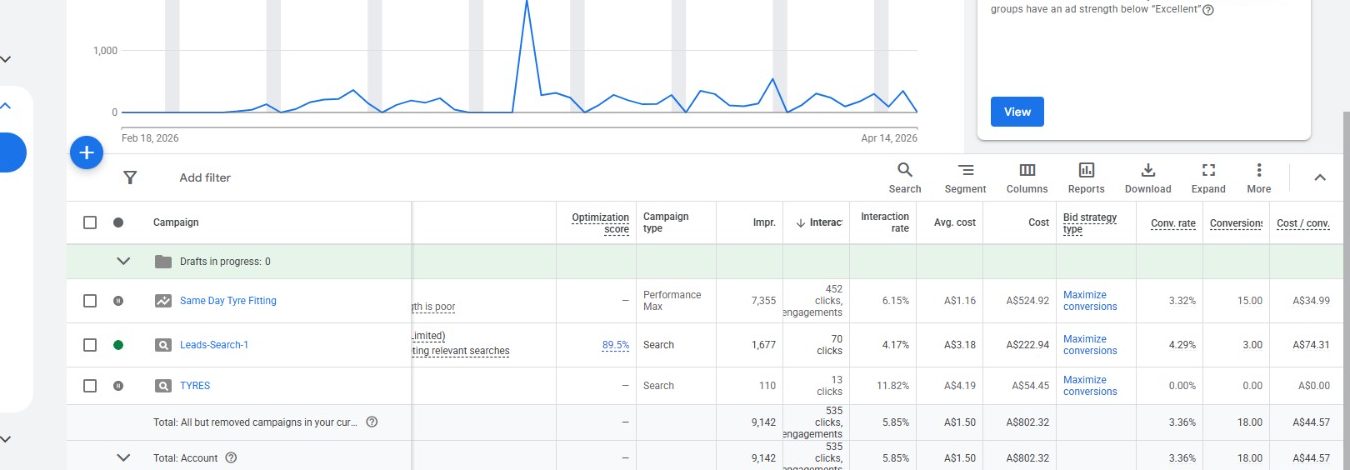 groups have an ad strength below "Excellent"
View
1,000
0
Feb 18, 2026
Apr 14, 2026
Add filter
Search
Segment
Columns
Reports
Download
Expand
More
Campaign
Optimization score
Campaign type
Impr.
Interac
Interaction rate
Avg. cost
Cost
Bid strategy type
Conv. rate
Conversions
Cost / conv.
Drafts in progress: 0
Same Day Tyre Fitting
gth is poor
—
Performance Max
7,355
452 clicks, engagements
6.15%
A$1.16
A$524.92
Maximize conversions
3.32%
15.00
A$34.99
Leads-Search-1
Limited)
ting relevant searches
89.5%
Search
1,677
70 clicks
4.17%
A$3.18
A$222.94
Maximize conversions
4.29%
3.00
A$74.31
TYRES
—
Search
110
13 clicks
11.82%
A$4.19
A$54.45
Maximize conversions
0.00%
0.00
A$0.00
Total: All but removed campaigns in your cur...
—
9,142
535 clicks, engagements
5.85%
A$1.50
A$802.32
3.36%
18.00
A$44.57
Total: Account
—
9,142
535 clicks, engagements
5.85%
A$1.50
A$802.32
3.36%
18.00
A$44.57